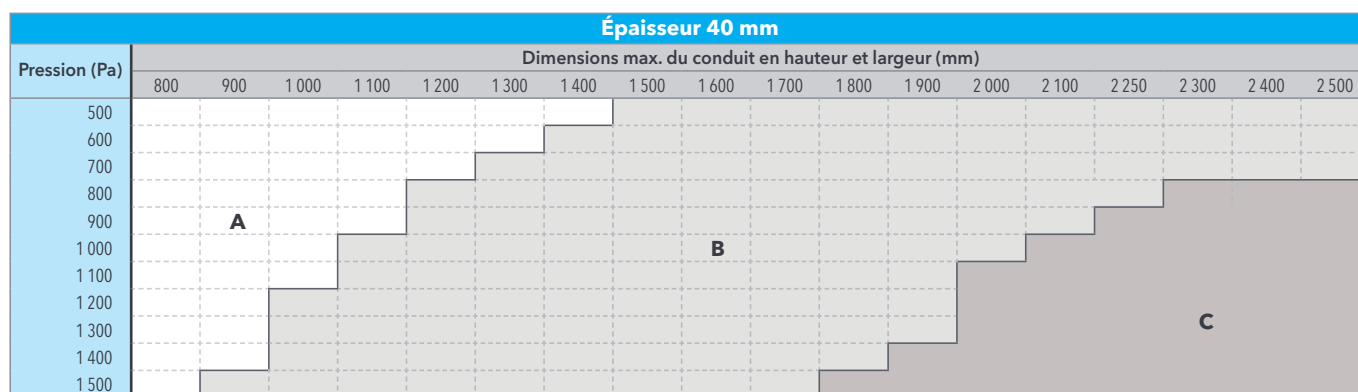 Épaisseur 40 mm
Pression (Pa)
Dimensions max. du conduit en hauteur et largeur (mm)
800 900 1 000 1 100 1 200 1 300 1 400 1 500 1 600 1 700 1 800 1 900 2 000 2 100 2 250 2 300 2 400 2 500
500
600
700
800
900
A
1 000
B
1 100
1 200
1 300
C
1 400
1 500